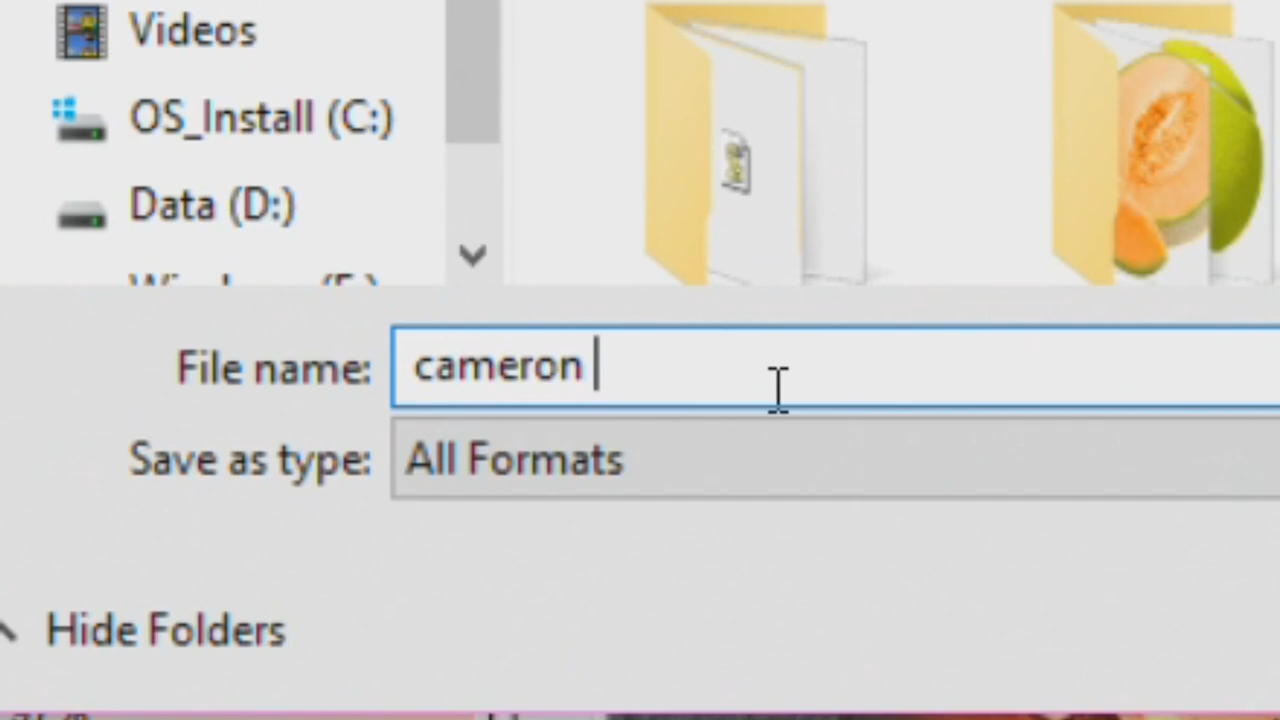 Videos
OS_Install (C:)
Data (D:)
File name: cameron
Save as type: All Formats
Hide Folders